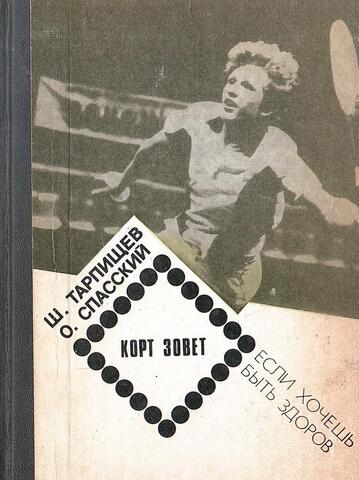 Ш. ТАРПИЩЕВ
О. СПАССКИЙ
КОРТ ЗОВЕТ
ЕСЛИ ХОЧЕШЬ
БЫТЬ ЗДОРОВ